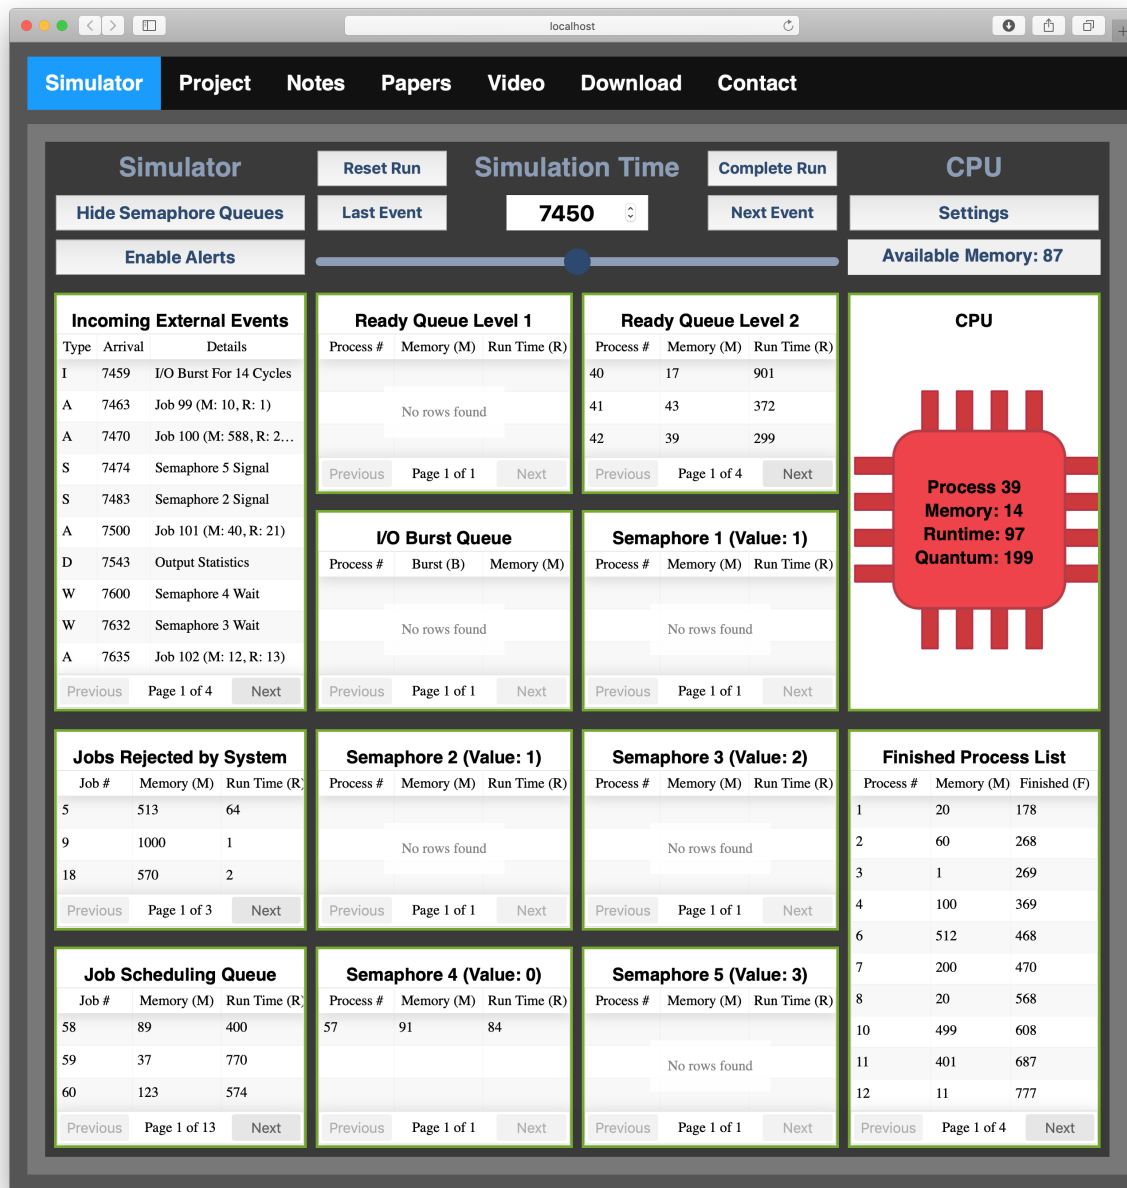 localhost
Simulator Project Notes Papers Video Download Contact
Simulator
Hide Semaphore Queues
Enable Alerts
Reset Run
Last Event
Simulation Time
7450
Complete Run
Next Event
CPU
Settings
Available Memory: 87
Incoming External Events
Type Arrival Details
I 7459 I/O Burst For 14 Cycles
A 7463 Job 99 (M: 10, R: 1)
A 7470 Job 100 (M: 588, R: 2...
S 7474 Semaphore 5 Signal
S 7483 Semaphore 2 Signal
A 7500 Job 101 (M: 40, R: 21)
D 7543 Output Statistics
W 7600 Semaphore 4 Wait
W 7632 Semaphore 3 Wait
A 7635 Job 102 (M: 12, R: 13)
Previous Page 1 of 4 Next
Ready Queue Level 1
Process # Memory (M) Run Time (R)
No rows found
Previous Page 1 of 1 Next
Ready Queue Level 2
Process # Memory (M) Run Time (R)
40 17 901
41 43 372
42 39 299
Previous Page 1 of 4 Next
CPU
Process 39
Memory: 14
Runtime: 97
Quantum: 199
I/O Burst Queue
Process # Burst (B) Memory (M)
No rows found
Previous Page 1 of 1 Next
Semaphore 1 (Value: 1)
Process # Memory (M) Run Time (R)
No rows found
Previous Page 1 of 1 Next
Jobs Rejected by System
Job # Memory (M) Run Time (R)
5 513 64
9 1000 1
18 570 2
Previous Page 1 of 3 Next
Semaphore 2 (Value: 1)
Process # Memory (M) Run Time (R)
No rows found
Previous Page 1 of 1 Next
Semaphore 3 (Value: 2)
Process # Memory (M) Run Time (R)
No rows found
Previous Page 1 of 1 Next
Finished Process List
Process # Memory (M) Finished (F)
1 20 178
2 60 268
3 1 269
4 100 369
6 512 468
7 200 470
8 20 568
10 499 608
11 401 687
12 11 777
Previous Page 1 of 4 Next
Job Scheduling Queue
Job # Memory (M) Run Time (R)
58 89 400
59 37 770
60 123 574
Previous Page 1 of 13 Next
Semaphore 4 (Value: 0)
Process # Memory (M) Run Time (R)
57 91 84
Previous Page 1 of 1 Next
Semaphore 5 (Value: 3)
Process # Memory (M) Run Time (R)
No rows found
Previous Page 1 of 1 Next